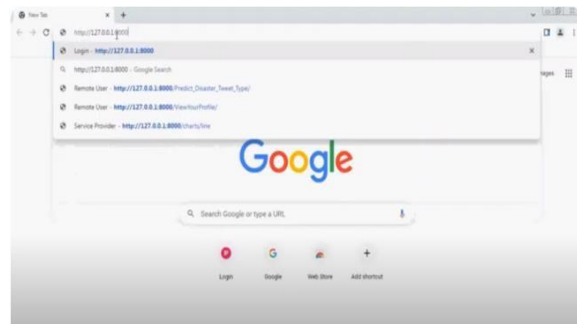 New Tab
http://127.0.0.1:8000
Login - http://127.0.0.1:8000
http://127.0.0.1:8000 - Google Search
Remote User - http://127.0.0.1:8000/Predict_Disaster_Tweet_Type/
Remote User - http://127.0.0.1:8000/ViewYourProfile/
Service Provider - http://127.0.0.1:8000/charts/line
Google
Search Google or type a URL
Login Google Web Store Add shortcut